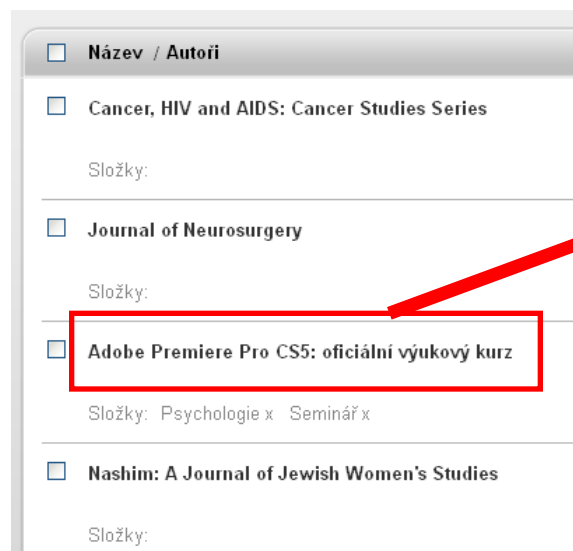 Název / Autoři
Cancer, HIV and AIDS: Cancer Studies Series
Složky:
Journal of Neurosurgery
Složky:
Adobe Premiere Pro CS5: oficiální výukový kurz
Složky: Psychologie x Seminář x
Nashim: A Journal of Jewish Women's Studies
Složky: